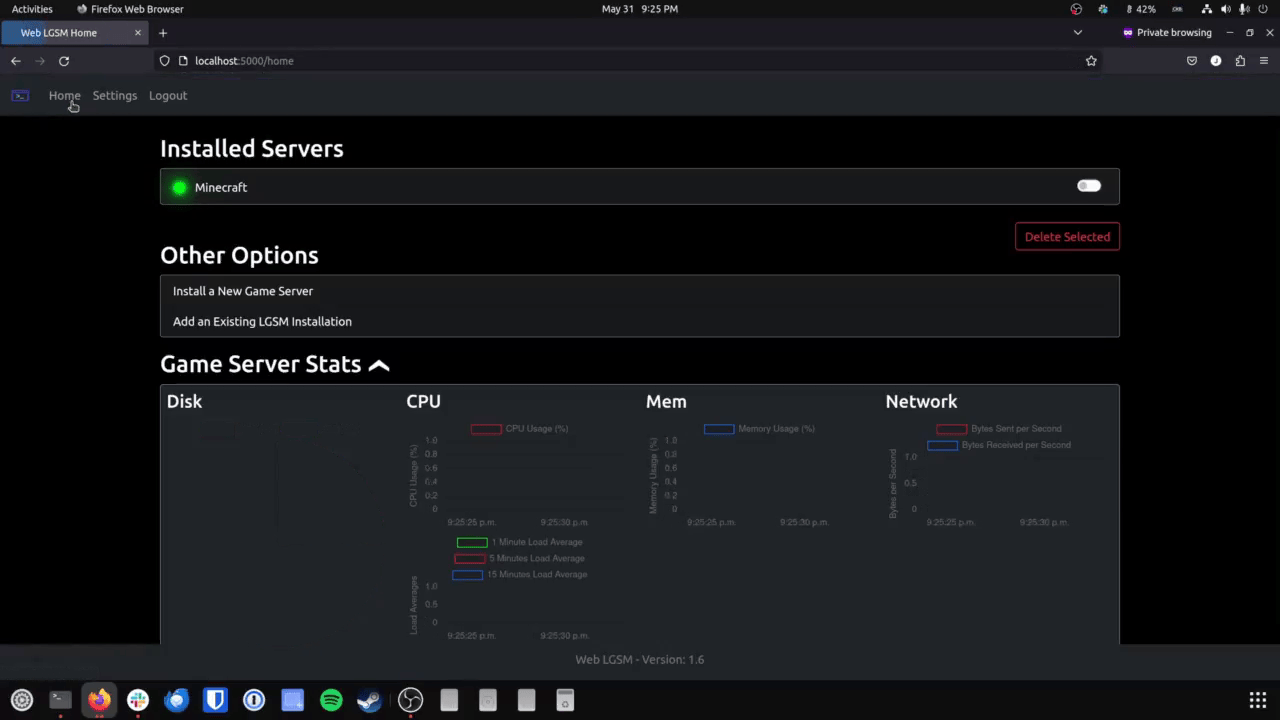 Activities Firefox Web Browser May 31 9:25 PM 42%
Web LGSM Home Private browsing
localhost:5000/home
Home Settings Logout
Installed Servers
Minecraft
Delete Selected
Other Options
Install a New Game Server
Add an Existing LGSM Installation
Game Server Stats
Disk
CPU
CPU Usage (%)
CPU Usage (%)
1.0
0.8
0.6
0.4
0.2
0
9:25:25 p.m. 9:25:30 p.m.
1 Minute Load Average
5 Minutes Load Average
15 Minutes Load Average
Load Averages
1.0
0.5
0
9:25:25 p.m. 9:25:30 p.m.
Mem
Memory Usage (%)
Memory Usage (%)
1.0
0.8
0.6
0.4
0.2
0
9:25:25 p.m. 9:25:30 p.m.
Network
Bytes Sent per Second
Bytes Received per Second
Bytes per Second
1.0
0.5
0
9:25:25 p.m. 9:25:30 p.m.
Web LGSM - Version: 1.6